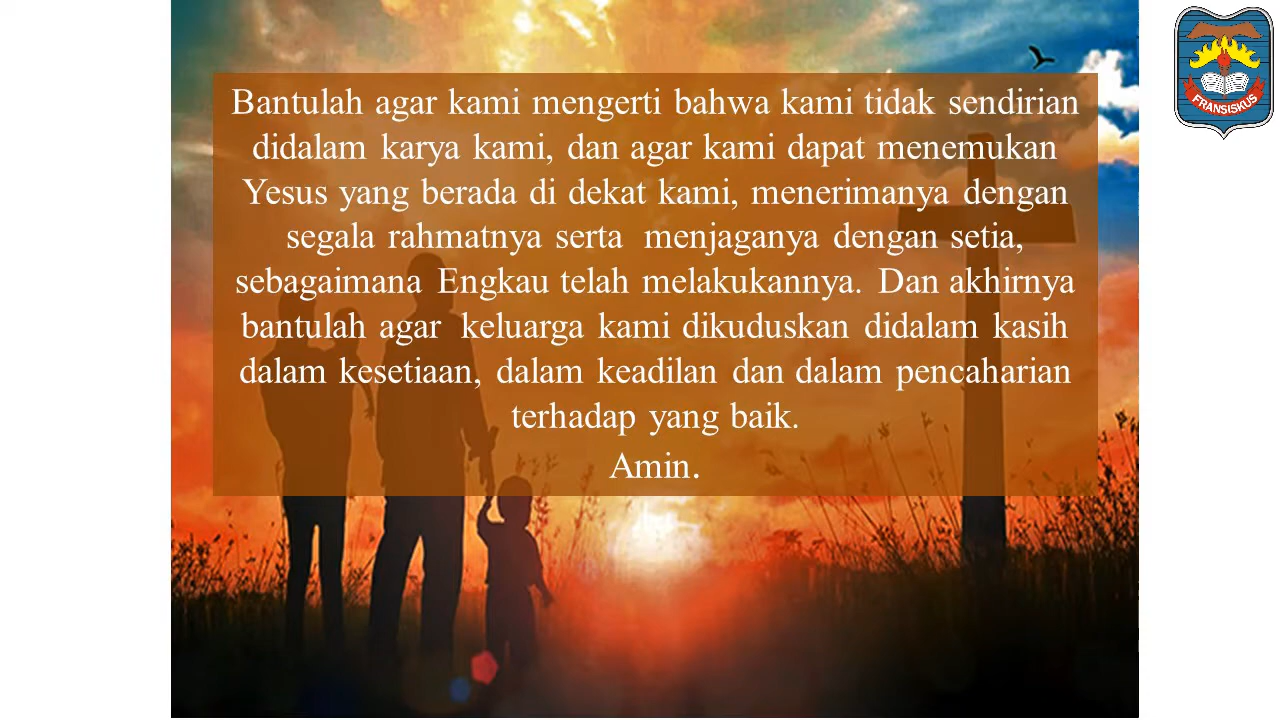 Bantulah agar kami mengerti bahwa kami tidak sendirian
didalam karya kami, dan agar kami dapat menemukan
Yesus yang berada di dekat kami, menerimanya dengan
segala rahmatnya serta menjaganya dengan setia,
sebagaimana Engkau telah melakukannya. Dan akhirnya
bantulah agar keluarga kami dikuduskan didalam kasih
dalam kesetiaan, dalam keadilan dan dalam pencaharian
terhadap yang baik.
Amin.
FRANSISKUS